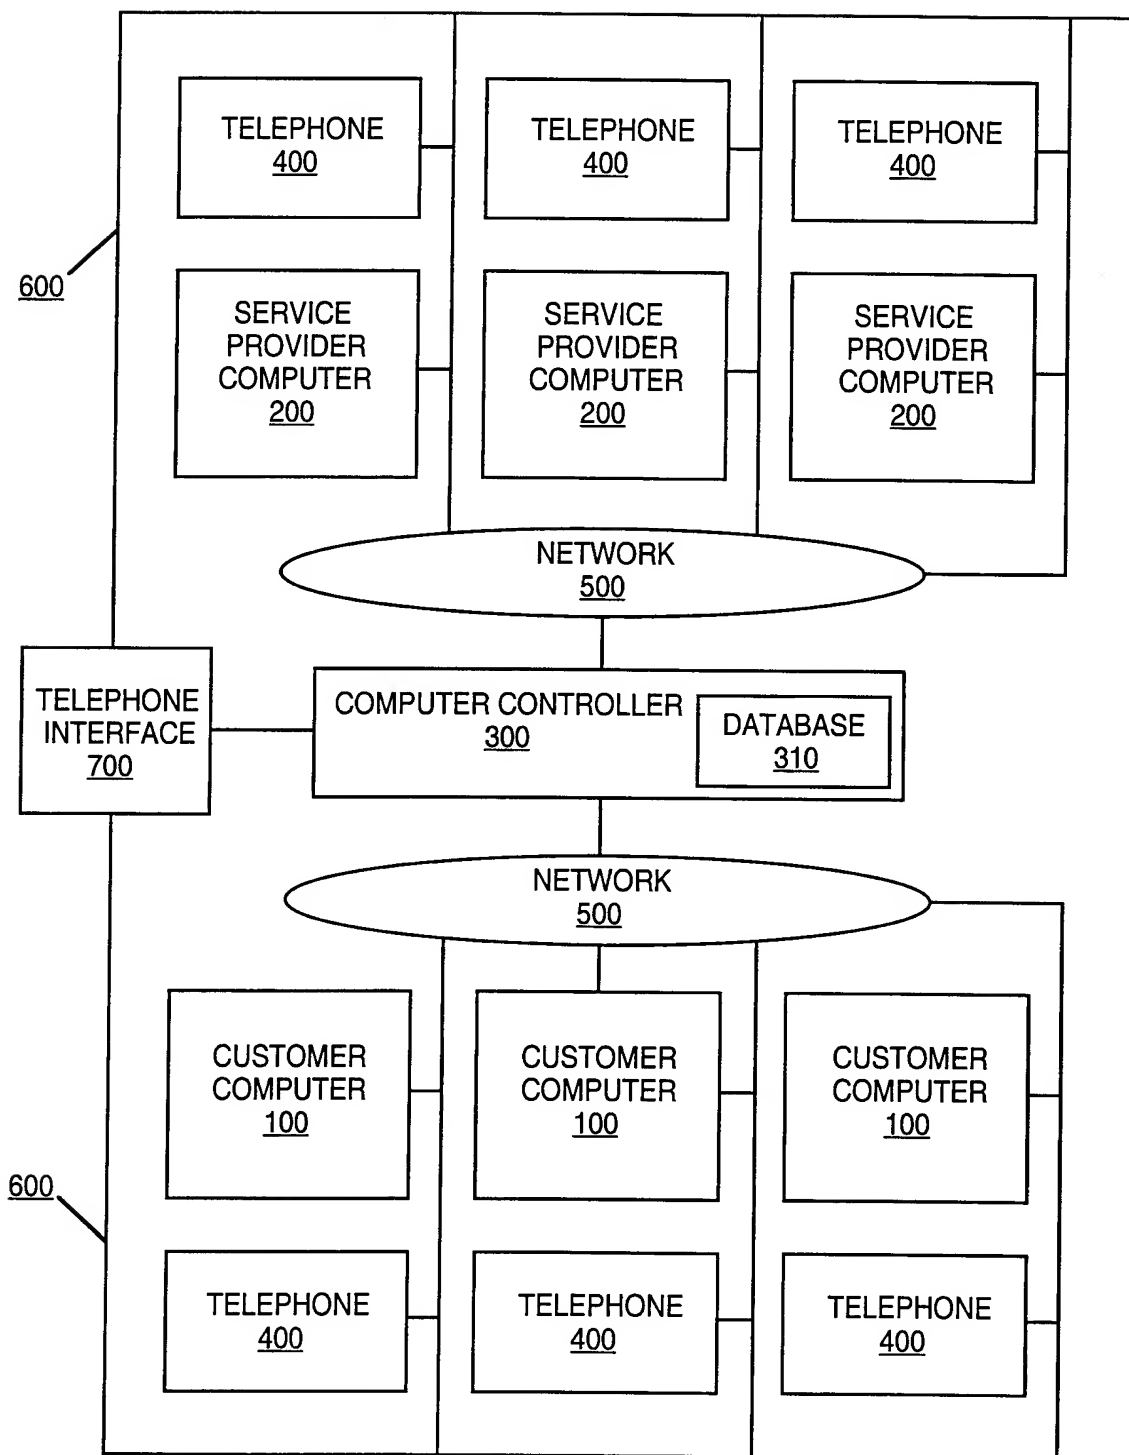 TELEPHONE
400
TELEPHONE
400
TELEPHONE
400
600
SERVICE
PROVIDER
COMPUTER
200
SERVICE
PROVIDER
COMPUTER
200
SERVICE
PROVIDER
COMPUTER
200
NETWORK
500
TELEPHONE
INTERFACE
700
COMPUTER CONTROLLER
300
DATABASE
310
NETWORK
500
CUSTOMER
COMPUTER
100
CUSTOMER
COMPUTER
100
CUSTOMER
COMPUTER
100
600
TELEPHONE
400
TELEPHONE
400
TELEPHONE
400